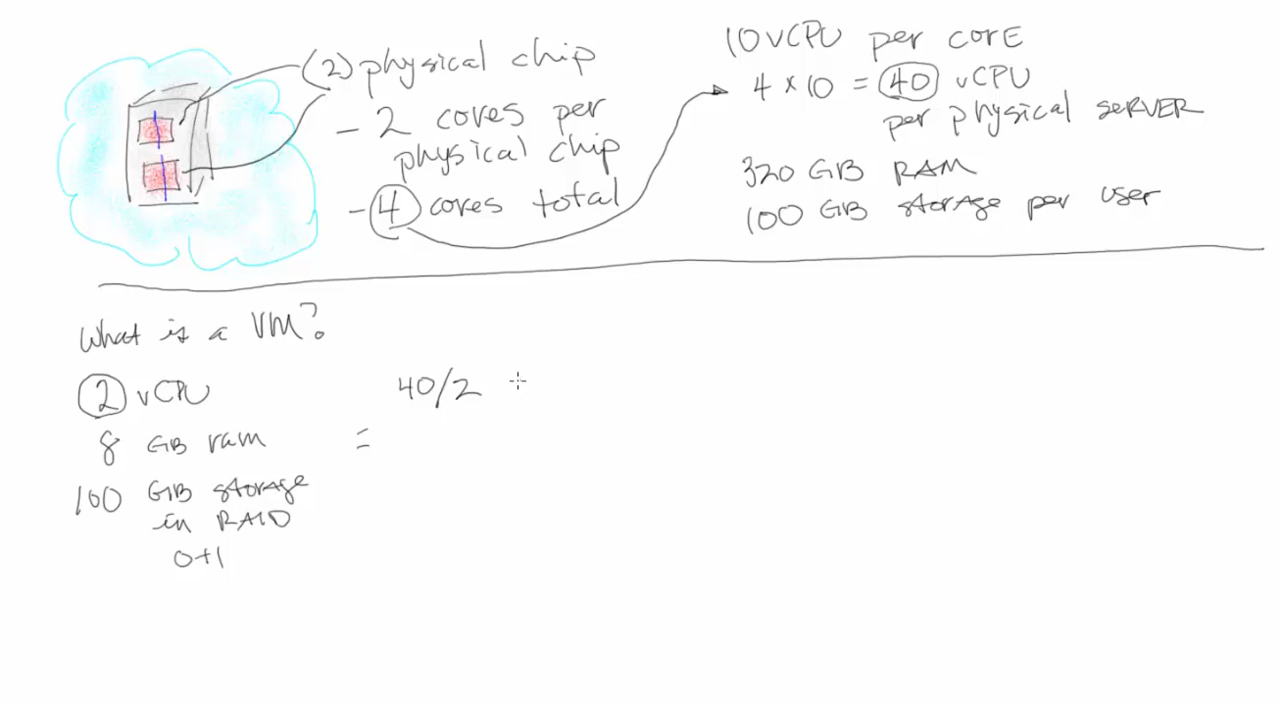 (2) physical chip
- 2 cores per
physical chip
- 4 cores total
10 vCPU per corE
4 x 10 = 40 vCPU
per physical SERVER
320 GB RAM
100 GB storage per user
What is a VM?
2 vCPU
8 GB ram
100 GB storage
in RAID
0+1
40/2
=